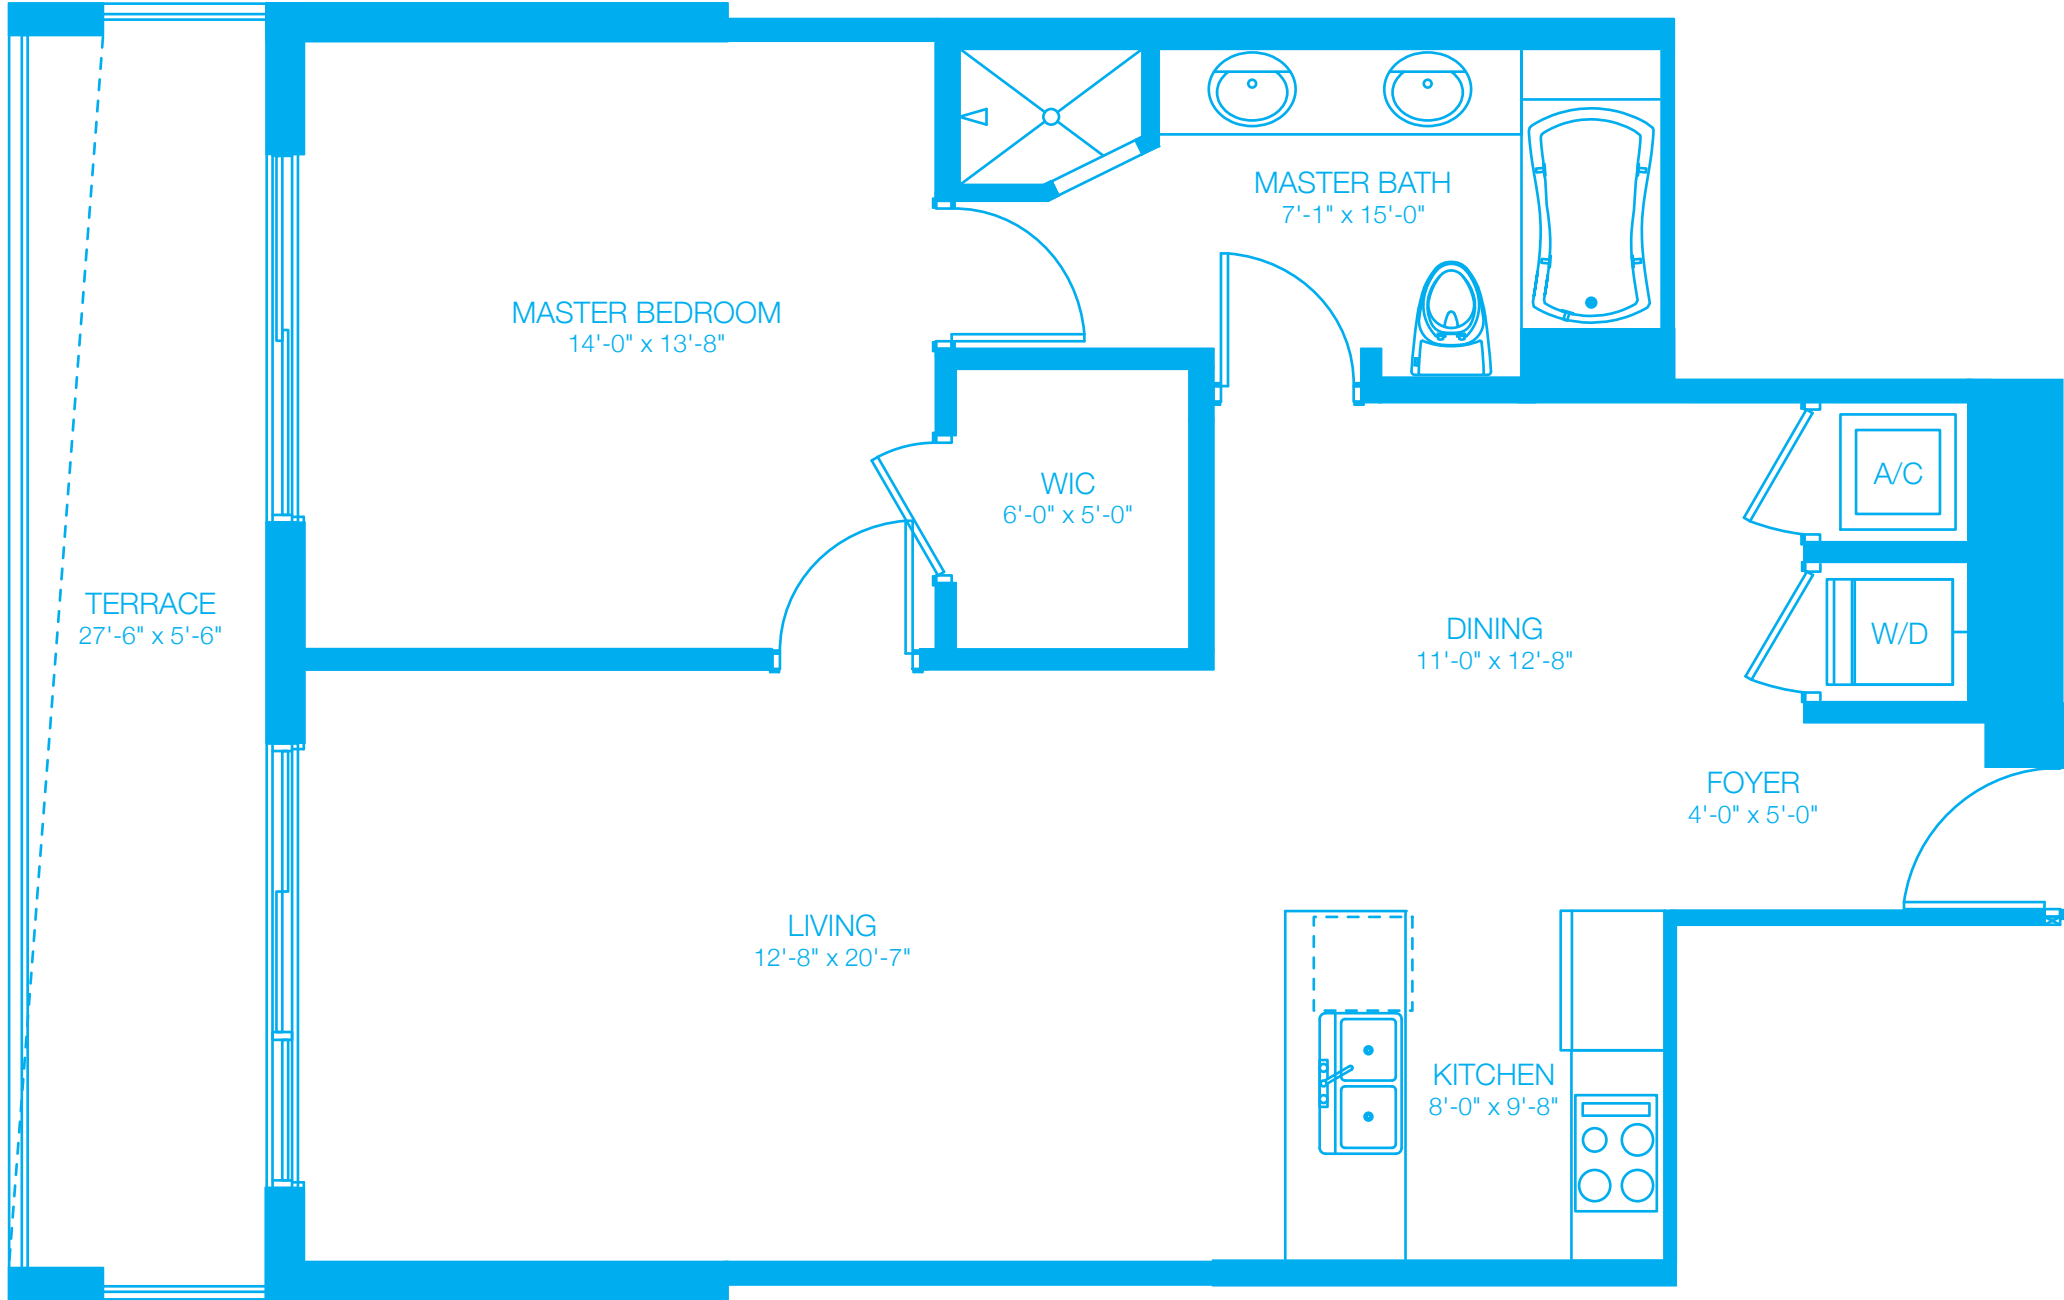 MASTER BATH
7'-1" x 15'-0"
MASTER BEDROOM
14'-0" x 13'-8"
WIC
6'-0" x 5'-0"
A/C
TERRACE
27'-6" x 5'-6"
DINING
11'-0" x 12'-8"
W/D
FOYER
4'-0" x 5'-0"
LIVING
12'-8" x 20'-7"
KITCHEN
8'-0" x 9'-8"